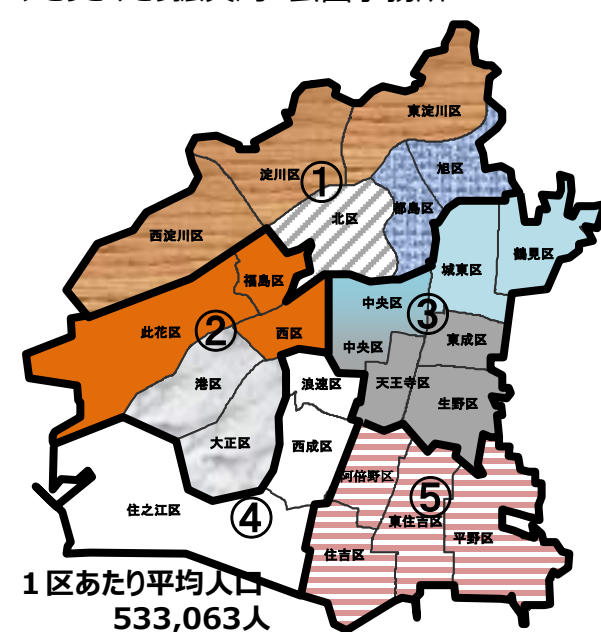 東淀川区
旭区
淀川区
①
都島区
北区
西淀川区
鶴見区
城東区
福島区
中央区
③
此花区
②
西区
東成区
中央区
港区
浪速区
天王寺区
生野区
大正区
西成区
阿倍野区
⑤
住之江区
④
東住吉区
平野区
住吉区
1区あたり平均人口
533,063人